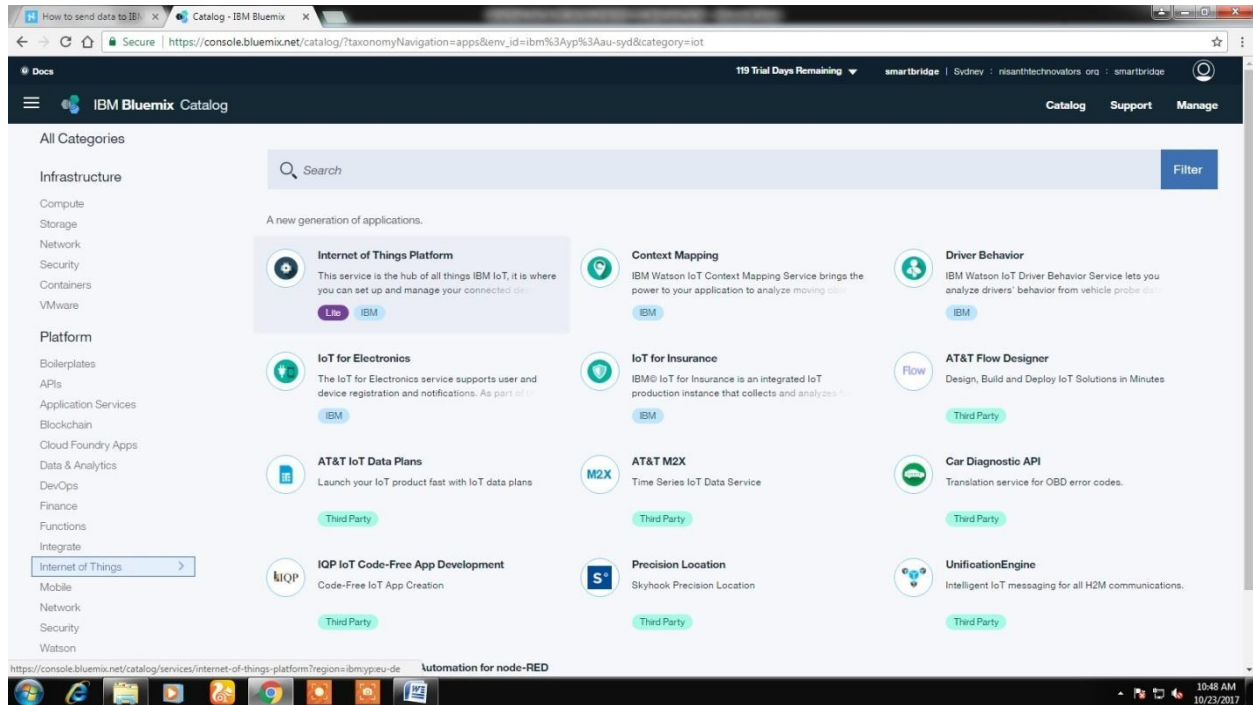 How to send data to IB
Catalog - IBM Bluemix
Secure | https://console.bluemix.net/catalog/?taxonomyNavigation=apps&env_id=ibm%3Ayp%3Aau-syd&category=iot
Docs
119 Trial Days Remaining
smartbridge | Sydney : nisanthtechnovators org : smartbridge
IBM Bluemix Catalog
Catalog Support Manage
All Categories
Infrastructure
Compute
Storage
Network
Security
Containers
VMware
Platform
Boilerplates
APIs
Application Services
Blockchain
Cloud Foundry Apps
Data & Analytics
DevOps
Finance
Functions
Integrate
Internet of Things >
Mobile
Network
Security
Watson
Search
Filter
A new generation of applications.
Internet of Things Platform
This service is the hub of all things IBM IoT, it is where
you can set up and manage your connected
Lite IBM
Context Mapping
IBM Watson IoT Context Mapping Service brings the
power to your application to analyze moving
IBM
Driver Behavior
IBM Watson IoT Driver Behavior Service lets you
analyze drivers' behavior from vehicle probe
IBM
IoT for Electronics
The IoT for Electronics service supports user and
device registration and notifications. As part of
IBM
IoT for Insurance
IBM© IoT for Insurance is an integrated IoT
production instance that collects and analyzes
IBM
Flow
AT&T Flow Designer
Design, Build and Deploy IoT Solutions in Minutes
Third Party
AT&T IoT Data Plans
Launch your IoT product fast with IoT data plans
Third Party
M2X
AT&T M2X
Time Series IoT Data Service
Third Party
Car Diagnostic API
Translation service for OBD error codes.
Third Party
IQP
IQP IoT Code-Free App Development
Code-Free IoT App Creation
Third Party
S°
Precision Location
Skyhook Precision Location
Third Party
UnificationEngine
Intelligent IoT messaging for all H2M communications.
Third Party
https://console.bluemix.net/catalog/services/internet-of-things-platform?region=ibm:yp:eu-de
Automation for node-RED
10:48 AM
10/23/2017